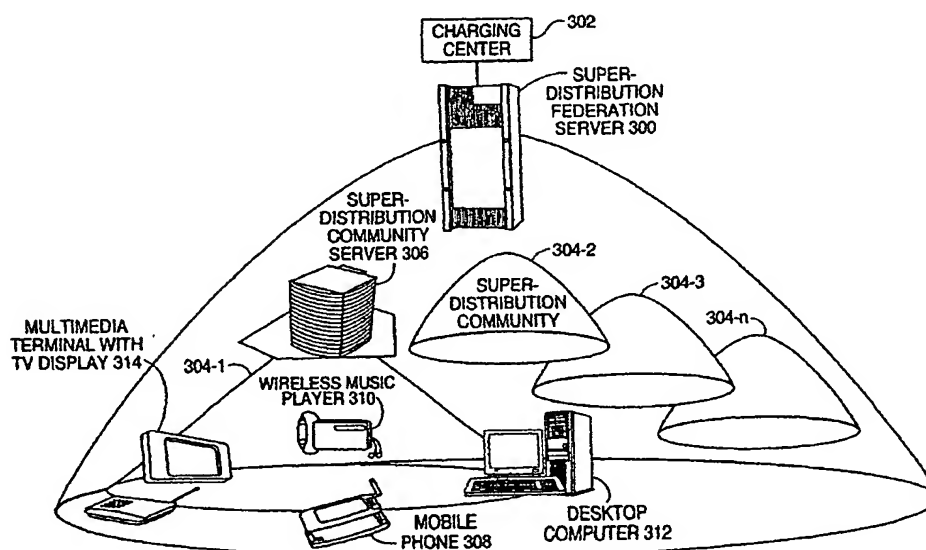 CHARGING
CENTER
302
SUPER-
DISTRIBUTION
FEDERATION
SERVER 300
SUPER-
DISTRIBUTION
COMMUNITY
SERVER 306
304-2
SUPER-
DISTRIBUTION
COMMUNITY
304-3
304-n
MULTIMEDIA
TERMINAL WITH
TV DISPLAY 314
304-1
WIRELESS MUSIC
PLAYER 310
MOBILE
PHONE 308
DESKTOP
COMPUTER 312